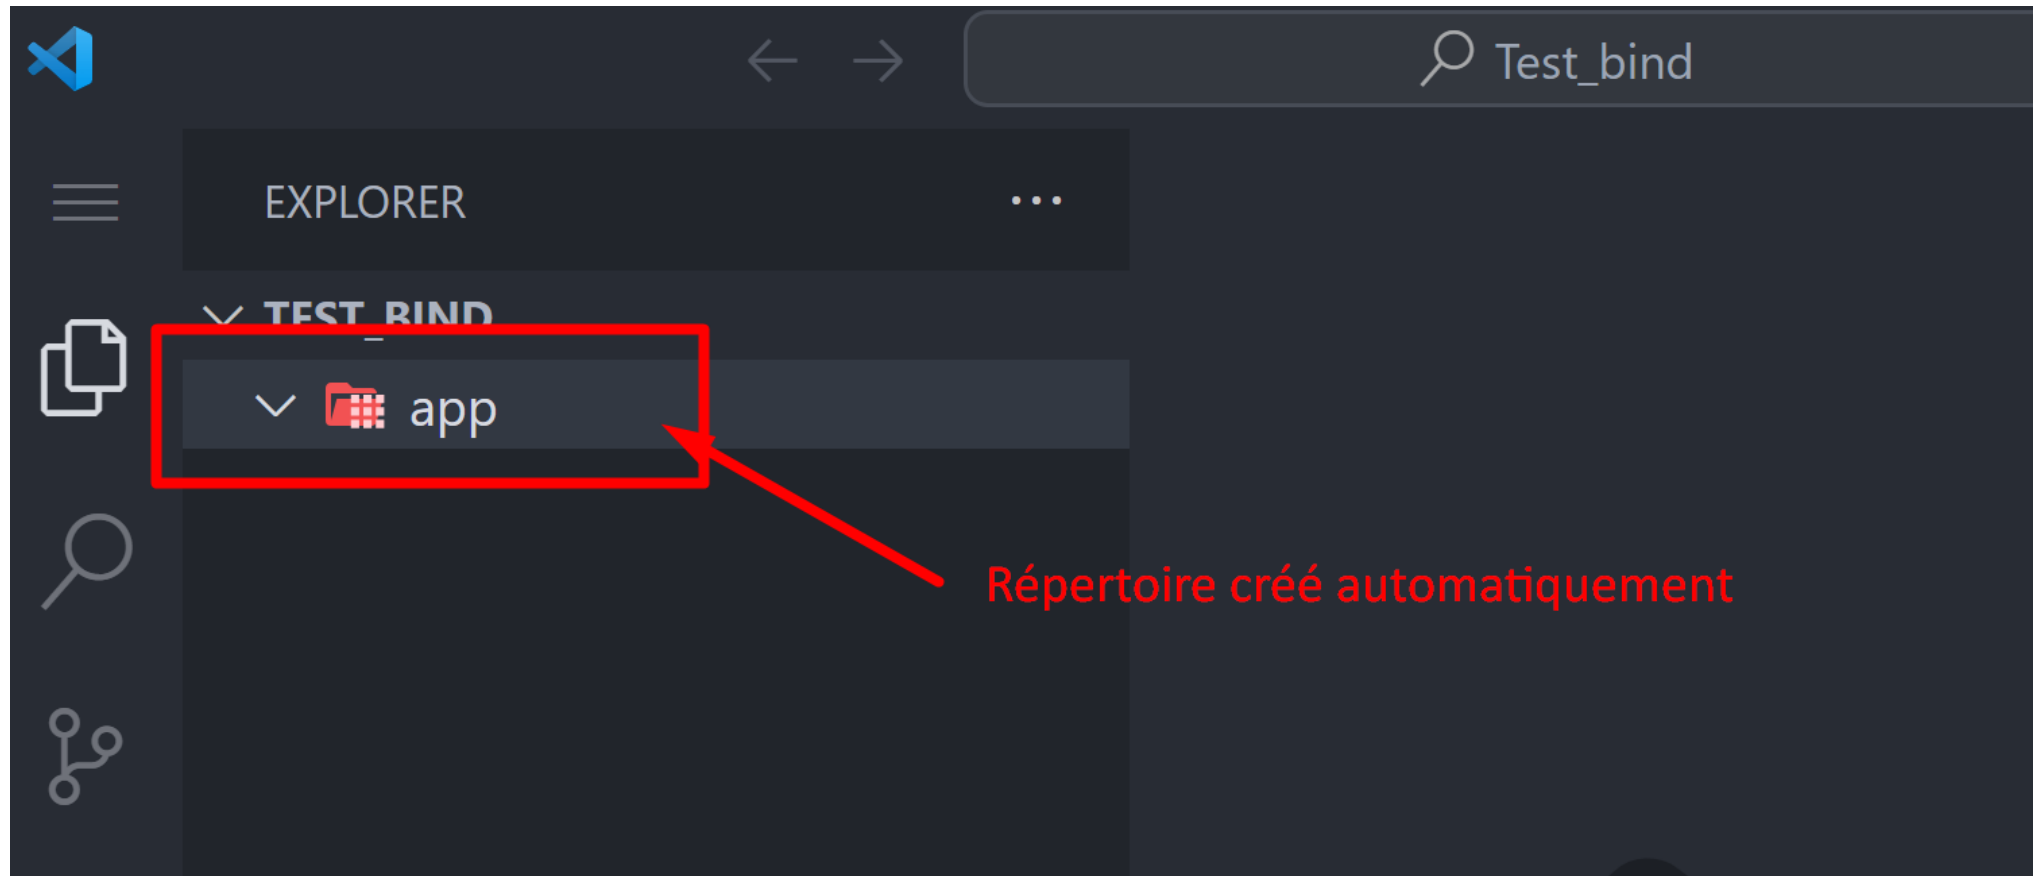 Test_bind
EXPLORER
TEST_BIND
app
Répertoire créé automatiquement